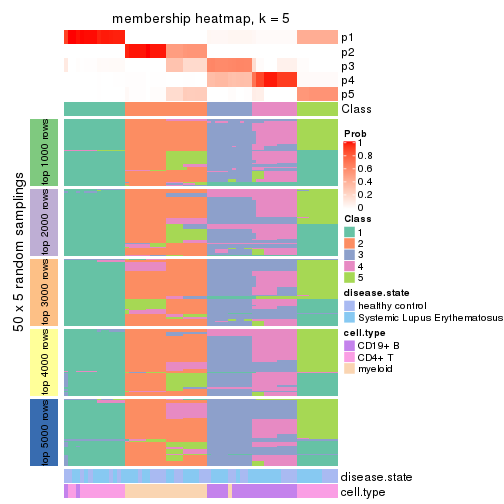 membership heatmap, k = 5
p1
p2
p3
p4
p5
Class
50 x 5 random samplings
top 1000 rows
top 2000 rows
top 3000 rows
top 4000 rows
top 5000 rows
disease.state
cell.type
Prob
1
0.8
0.6
0.4
0.2
0
Class
1
2
3
4
5
disease.state
healthy control
Systemic Lupus Erythematosus
cell.type
CD19+ B
CD4+ T
myeloid